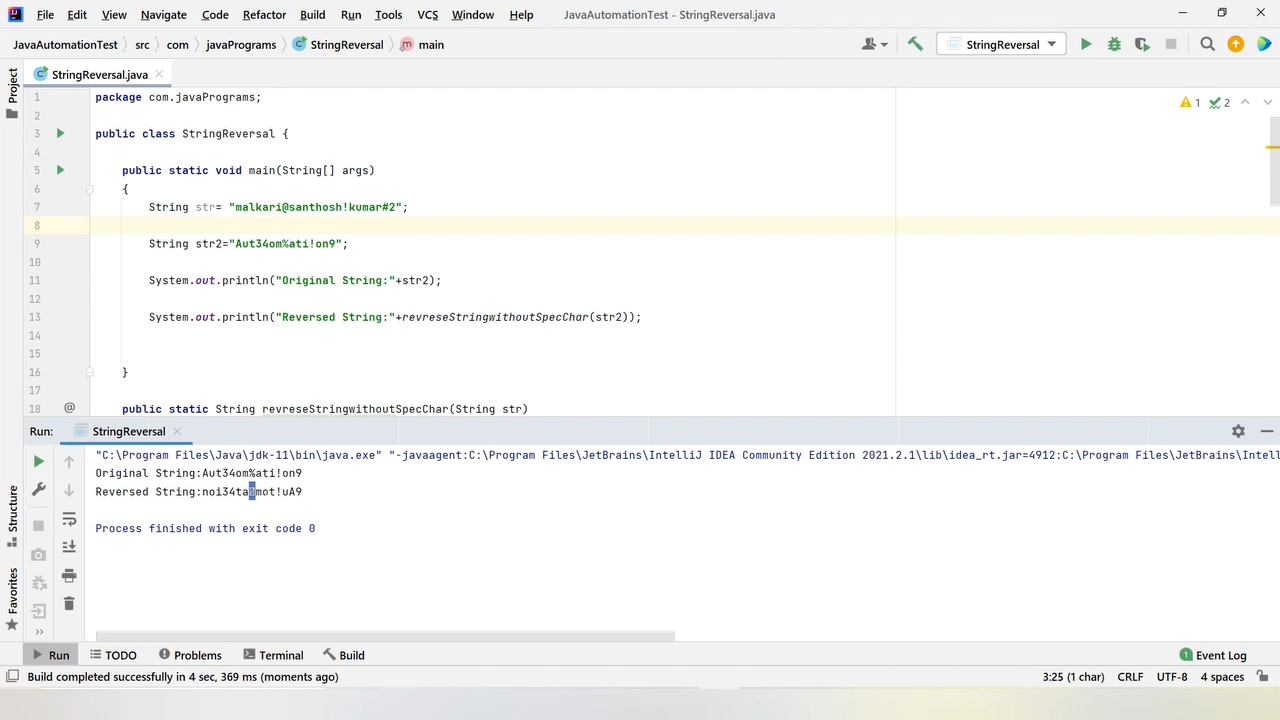 File Edit View Navigate Code Refactor Build Run Tools VCS Window Help JavaAutomationTest - StringReversal.java
JavaAutomationTest src com javaPrograms StringReversal main StringReversal
StringReversal.java
Project
1 package com.javaPrograms;
1 2
2
3 public class StringReversal {
4
5 public static void main(String[] args)
6 {
7 String str= "malkari@santhosh!kumar#2";
8
9 String str2="Aut34om%ati!on9";
10
11 System.out.println("Original String:"+str2);
12
13 System.out.println("Reversed String:"+revreseStringwithoutSpecChar(str2));
14
15
16 }
17
18 @ public static String revreseStringwithoutSpecChar(String str)
Run: StringReversal
"C:\Program Files\Java\jdk-11\bin\java.exe" "-javaagent:C:\Program Files\JetBrains\IntelliJ IDEA Community Edition 2021.2.1\lib\idea_rt.jar=4912:C:\Program Files\JetBrains\IntelliJ
Original String:Aut34om%ati!on9
Reversed String:noi34ta%mot!uA9
Process finished with exit code 0
Structure
Favorites
Run TODO Problems Terminal Build 1 Event Log
Build completed successfully in 4 sec, 369 ms (moments ago) 3:25 (1 char) CRLF UTF-8 4 spaces